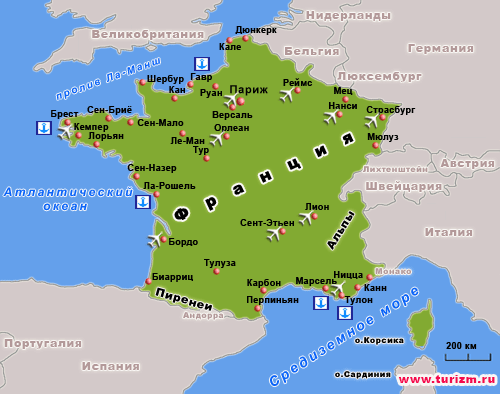 Нидерланды
Дюнкерк
Великобритания
Кале
Бельгия
Германия
пролив Ла-Манш
Гавр
Шербур
Люксембург
Кан
Руан
Париж
Реймс
Мец
Брест
Сен-Бриё
Версаль
Нанси
Стоасбург
Кемпер
Сен-Мало
Орлеан
Лорьян
Ле-Ман
Мюлуз
Тур
Франция
Сен-Назер
Лихтенштейн
Австрия
Атлантический
океан
Ла-Рошель
Швейцария
Лион
Сент-Этьен
Альпы
Италия
Бордо
Тулуза
Ницца
Монако
Биарриц
Карбон
Марсель
Канн
Пиренеи
Перпиньян
Тулон
Андорра
Средиземное море
Португалия
о.Корсика
200 км
Испания
о.Сардиния
www.turizm.ru